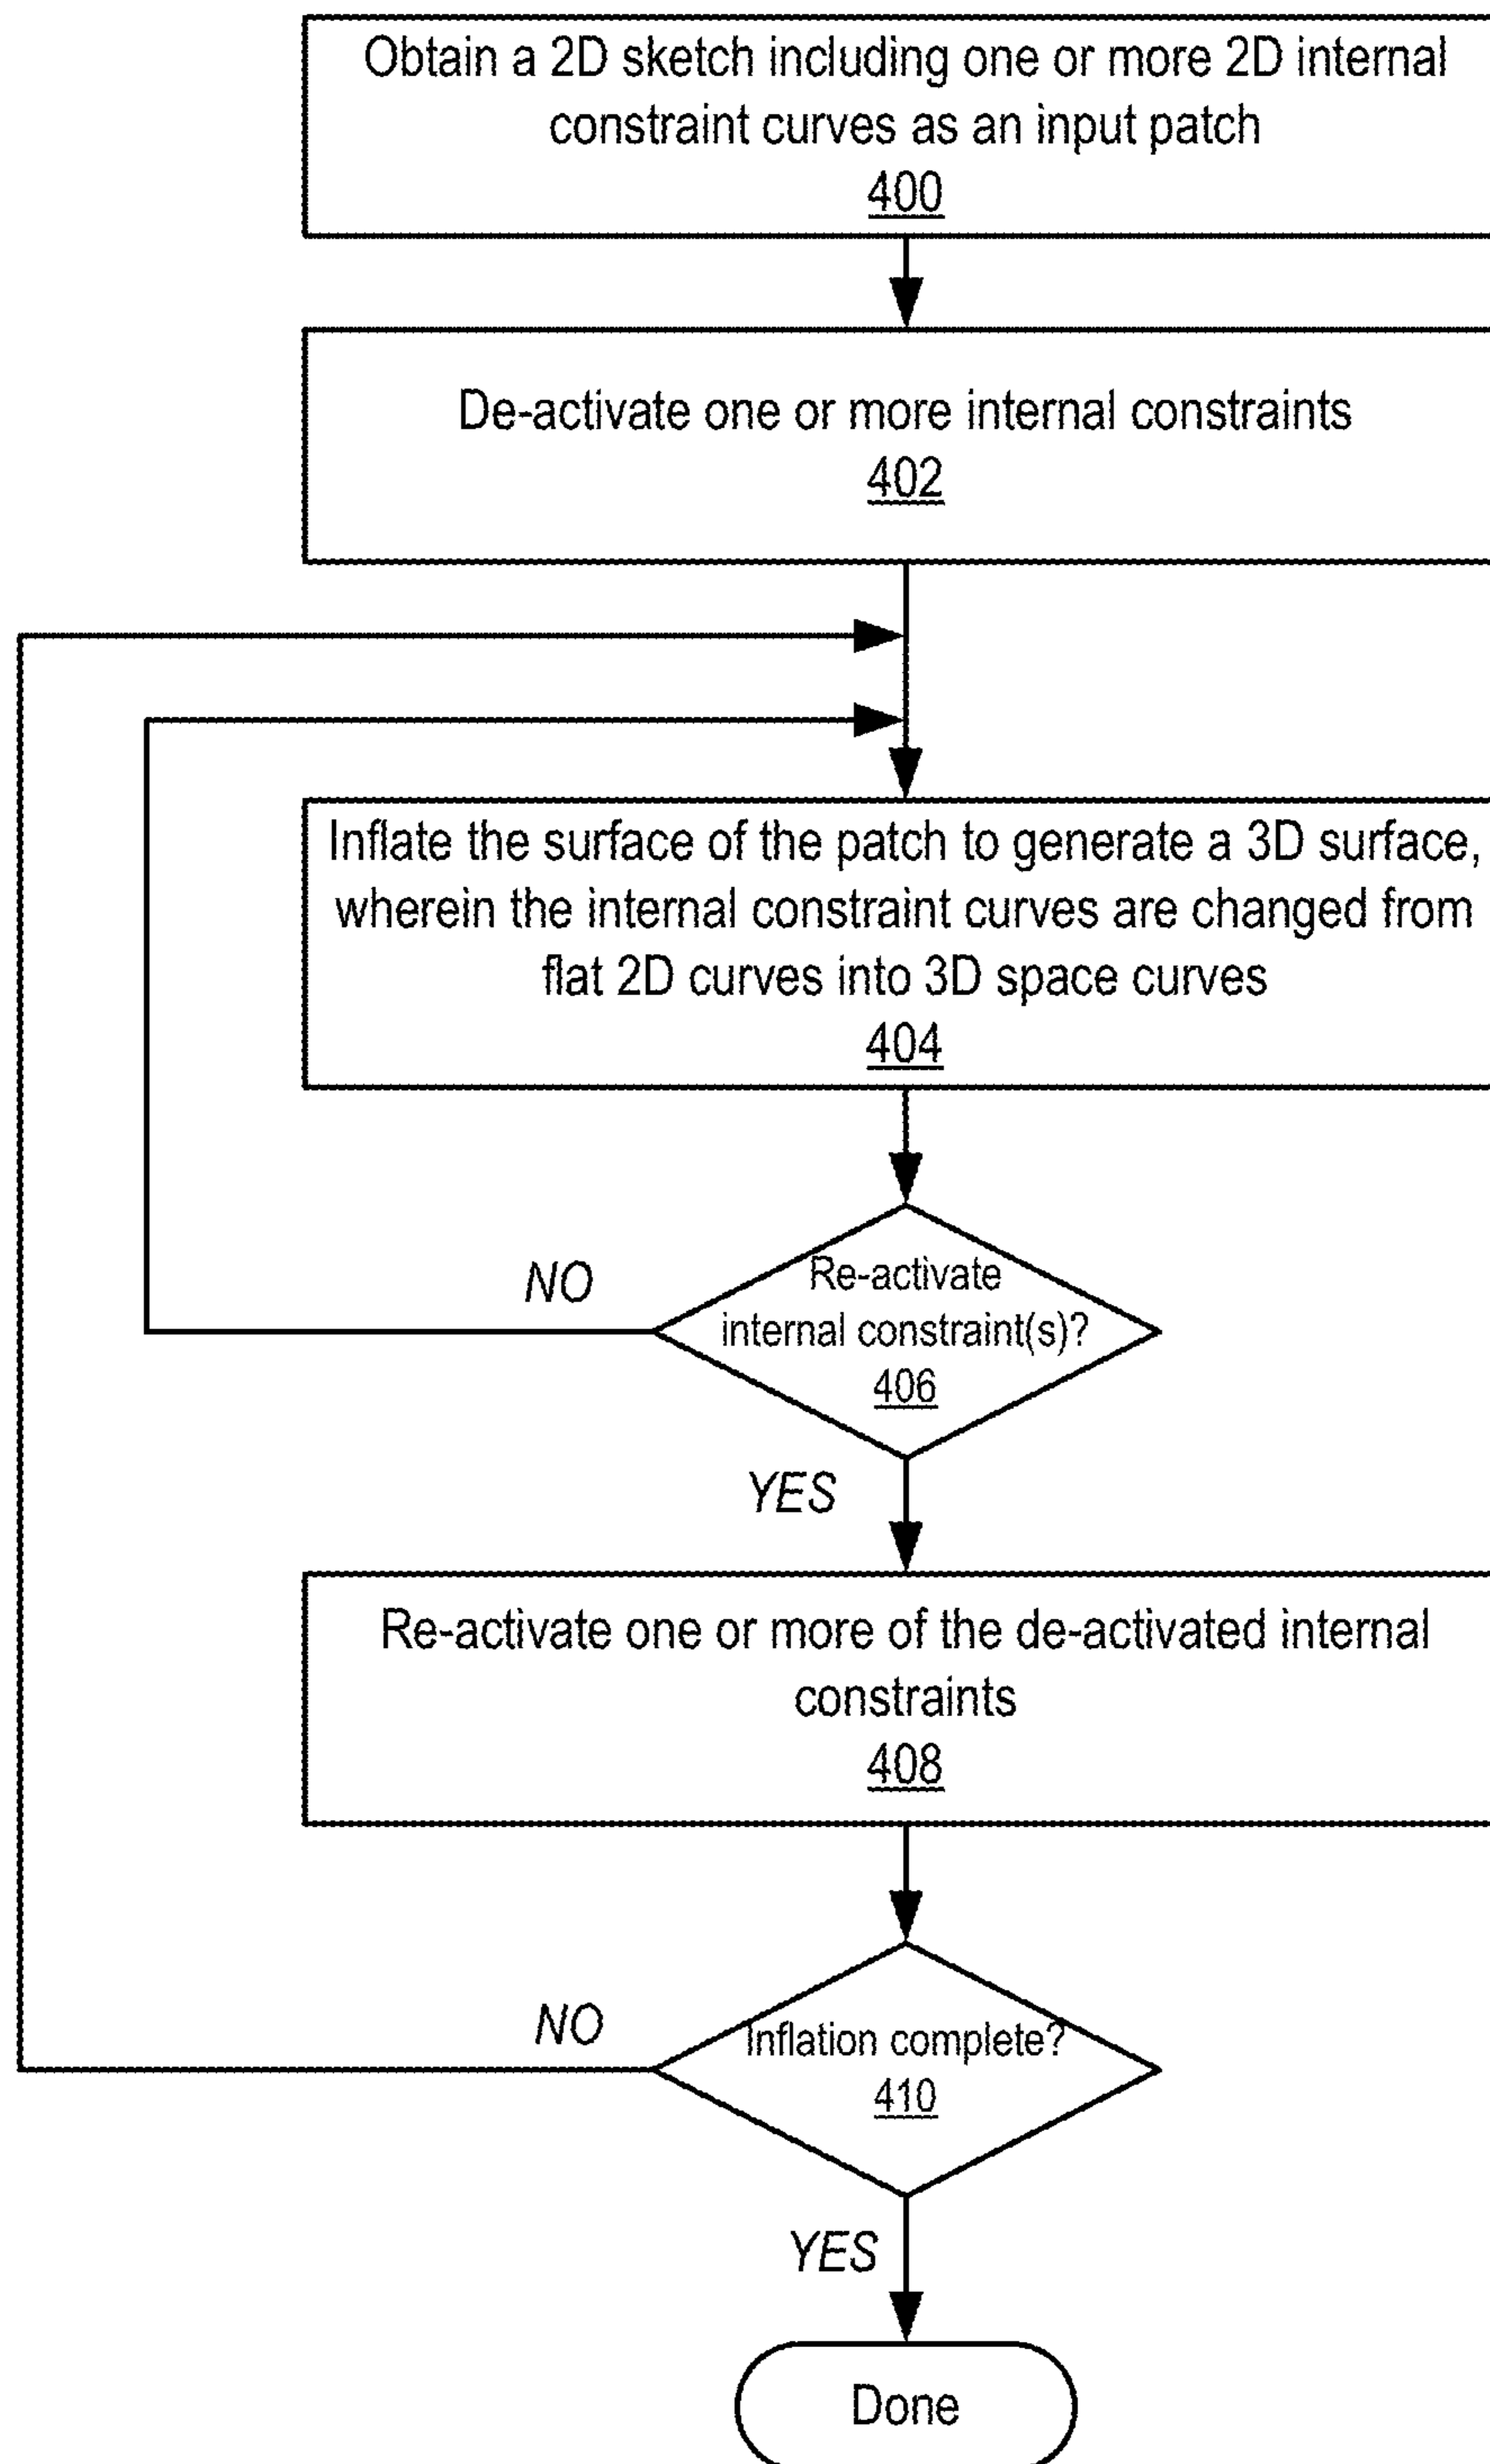 Obtain a 2D sketch including one or more 2D internal
constraint curves as an input patch
400
De-activate one or more internal constraints
402
Inflate the surface of the patch to generate a 3D surface,
wherein the internal constraint curves are changed from
flat 2D curves into 3D space curves
404
NO
Re-activate
internal constraint(s)?
406
YES
Re-activate one or more of the de-activated internal
constraints
408
NO
Inflation complete?
410
YES
Done